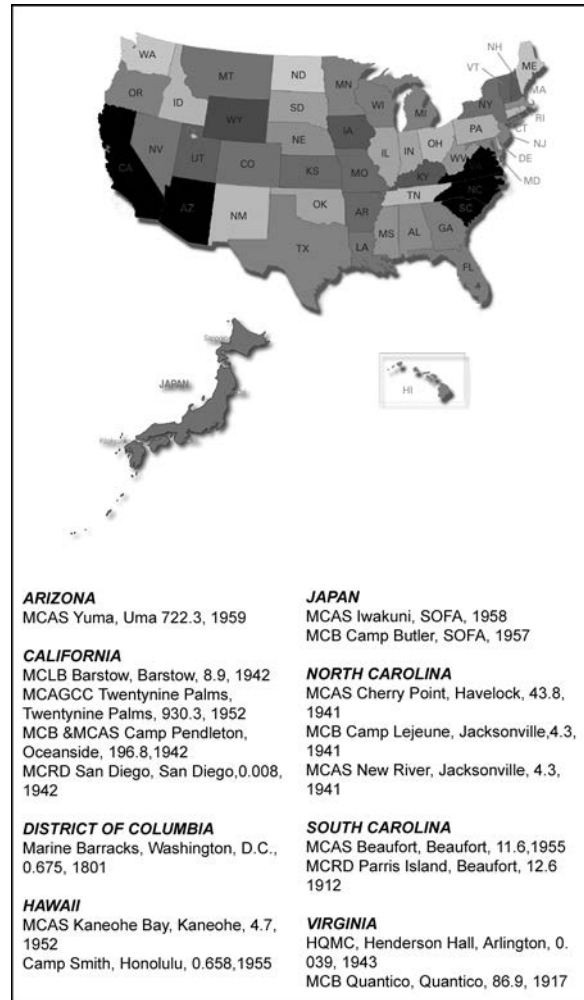 WA
MT
ND
MN
OR
ID
SD
WI
WY
MI
VT
NH
ME
NY
MA
RI
CT
NJ
PA
DE
MD
NV
UT
CO
NE
IA
IL
IN
OH
WV
KS
MO
KY
CA
AZ
NM
OK
AR
TN
NC
SC
TX
LA
MS
AL
GA
FL
JAPAN
HI
ARIZONA
MCAS Yuma, Uma 722.3, 1959
CALIFORNIA
MCLB Barstow, Barstow, 8.9, 1942
MCAGCC Twentynine Palms,
Twentynine Palms, 930.3, 1952
MCB &MCAS Camp Pendleton,
Oceanside, 196.8,1942
MCRD San Diego, San Diego,0.008,
1942
DISTRICT OF COLUMBIA
Marine Barracks, Washington, D.C.,
0.675, 1801
HAWAII
MCAS Kaneohe Bay, Kaneohe, 4.7,
1952
Camp Smith, Honolulu, 0.658,1955
JAPAN
MCAS Iwakuni, SOFA, 1958
MCB Camp Butler, SOFA, 1957
NORTH CAROLINA
MCAS Cherry Point, Havelock, 43.8,
1941
MCB Camp Lejeune, Jacksonville,4.3,
1941
MCAS New River, Jacksonville, 4.3,
1941
SOUTH CAROLINA
MCAS Beaufort, Beaufort, 11.6,1955
MCRD Parris Island, Beaufort, 12.6
1912
VIRGINIA
HQMC, Henderson Hall, Arlington, 0.
039, 1943
MCB Quantico, Quantico, 86.9, 1917